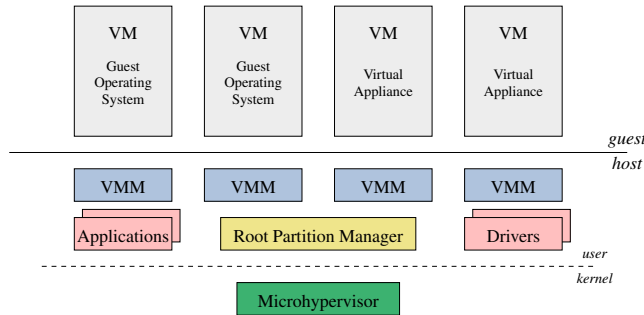 VM
Guest
Operating
System
VM
Guest
Operating
System
VM
Virtual
Appliance
VM
Virtual
Appliance
guest
host
VMM
VMM
VMM
VMM
Applications
Root Partition Manager
Drivers
user
kernel
Microhypervisor